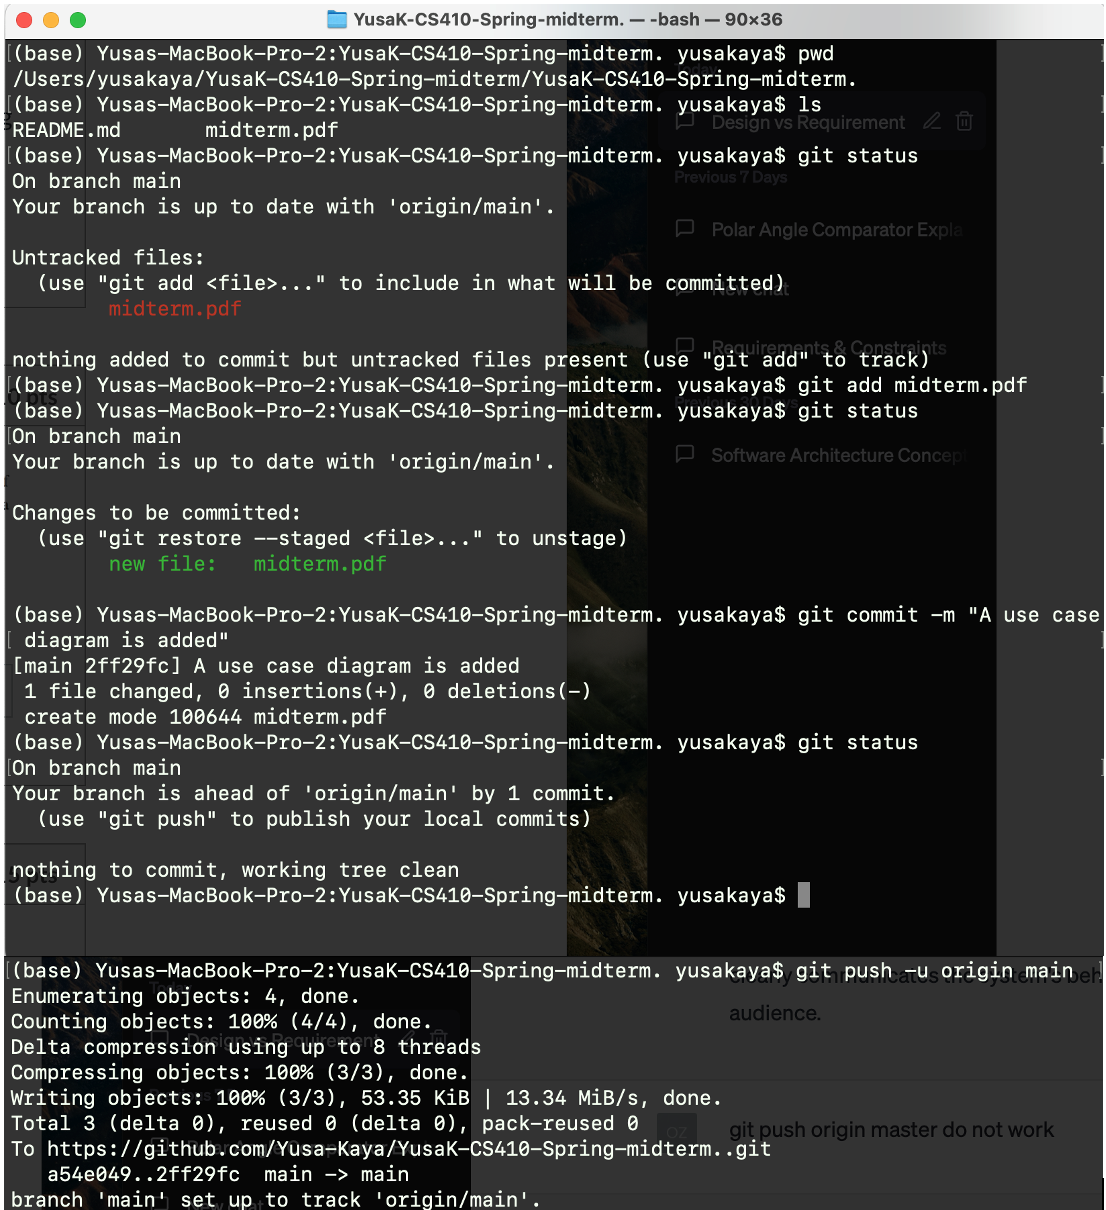 YusaK-CS410-Spring-midterm. — -bash — 90×36
(base) Yusas-MacBook-Pro-2:YusaK-CS410-Spring-midterm. yusakaya$ pwd
/Users/yusakaya/YusaK-CS410-Spring-midterm/YusaK-CS410-Spring-midterm.
(base) Yusas-MacBook-Pro-2:YusaK-CS410-Spring-midterm. yusakaya$ ls
README.md midterm.pdf
Design vs Requirement
(base) Yusas-MacBook-Pro-2:YusaK-CS410-Spring-midterm. yusakaya$ git status
On branch main
Previous 7 Days
Your branch is up to date with 'origin/main'.
Polar Angle Comparator Expla
Untracked files:
(use "git add <file>..." to include in what will be committed)
New chat
midterm.pdf
Requirements & Constraints
nothing added to commit but untracked files present (use "git add" to track)
(base) Yusas-MacBook-Pro-2:YusaK-CS410-Spring-midterm. yusakaya$ git add midterm.pdf
Previous 30 Days
(base) Yusas-MacBook-Pro-2:YusaK-CS410-Spring-midterm. yusakaya$ git status
On branch main
Your branch is up to date with 'origin/main'.
Software Architecture Concept
Changes to be committed:
(use "git restore --staged <file>..." to unstage)
new file: midterm.pdf
(base) Yusas-MacBook-Pro-2:YusaK-CS410-Spring-midterm. yusakaya$ git commit -m "A use case
diagram is added"
[main 2ff29fc] A use case diagram is added
1 file changed, 0 insertions(+), 0 deletions(-)
create mode 100644 midterm.pdf
(base) Yusas-MacBook-Pro-2:YusaK-CS410-Spring-midterm. yusakaya$ git status
On branch main
Your branch is ahead of 'origin/main' by 1 commit.
(use "git push" to publish your local commits)
nothing to commit, working tree clean
(base) Yusas-MacBook-Pro-2:YusaK-CS410-Spring-midterm. yusakaya$
(base) Yusas-MacBook-Pro-2:YusaK-CS410-Spring-midterm. yusakaya$ git push -u origin main
clearly communicates the system's beh
Enumerating objects: 4, done.
audience.
Counting objects: 100% (4/4), done.
Design vs Requirement
Delta compression using up to 8 threads
Compressing objects: 100% (3/3), done.
Writing objects: 100% (3/3), 53.35 KiB | 13.34 MiB/s, done.
Total 3 (delta 0), reused 0 (delta 0), pack-reused 0
OZ
git push origin master do not work
To https://github.com/Yusa-Kaya/YusaK-CS410-Spring-midterm..git
a54e049..2ff29fc main -> main
branch 'main' set up to track 'origin/main'.